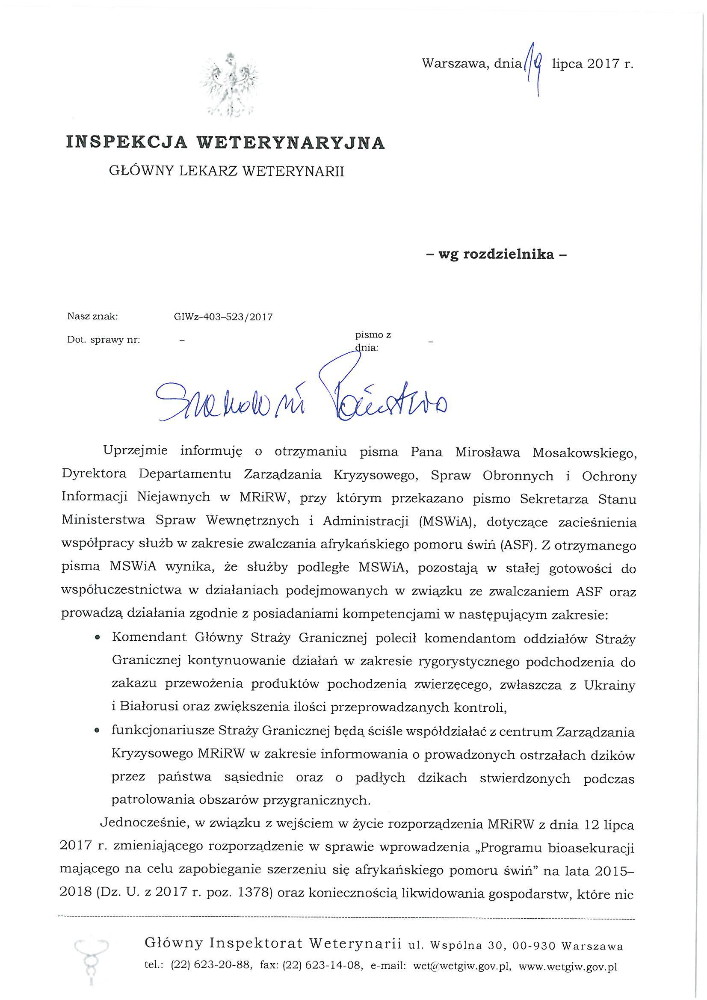 Warszawa, dnia 19 lipca 2017 r.
INSPEKCJA WETERYNARYJNA
GŁÓWNY LEKARZ WETERYNARII
– wg rozdzielnika –
Nasz znak: GIWz–403–523/2017
Dot. sprawy nr: – pismo z dnia: –
Szanowni Państwo
Uprzejmie informuję o otrzymaniu pisma Pana Mirosława Mosakowskiego,
Dyrektora Departamentu Zarządzania Kryzysowego, Spraw Obronnych i Ochrony
Informacji Niejawnych w MRiRW, przy którym przekazano pismo Sekretarza Stanu
Ministerstwa Spraw Wewnętrznych i Administracji (MSWiA), dotyczące zacieśnienia
współpracy służb w zakresie zwalczania afrykańskiego pomoru świń (ASF). Z otrzymanego
pisma MSWiA wynika, że służby podległe MSWiA, pozostają w stałej gotowości do
współuczestnictwa w działaniach podejmowanych w związku ze zwalczaniem ASF oraz
prowadzą działania zgodnie z posiadaniami kompetencjami w następującym zakresie:
• Komendant Główny Straży Granicznej polecił komendantom oddziałów Straży
Granicznej kontynuowanie działań w zakresie rygorystycznego podchodzenia do
zakazu przewożenia produktów pochodzenia zwierzęcego, zwłaszcza z Ukrainy
i Białorusi oraz zwiększenia ilości przeprowadzanych kontroli,
• funkcjonariusze Straży Granicznej będą ściśle współdziałać z centrum Zarządzania
Kryzysowego MRiRW w zakresie informowania o prowadzonych ostrzałach dzików
przez państwa sąsiednie oraz o padłych dzikach stwierdzonych podczas
patrolowania obszarów przygranicznych.
Jednocześnie, w związku z wejściem w życie rozporządzenia MRiRW z dnia 12 lipca
2017 r. zmieniającego rozporządzenie w sprawie wprowadzenia „Programu bioasekuracji
mającego na celu zapobieganie szerzeniu się afrykańskiego pomoru świń” na lata 2015–
2018 (Dz. U. z 2017 r. poz. 1378) oraz koniecznością likwidowania gospodarstw, które nie
Główny Inspektorat Weterynarii ul. Wspólna 30, 00-930 Warszawa
tel.: (22) 623-20-88, fax: (22) 623-14-08, e-mail: wet@wetgiw.gov.pl, www.wetgiw.gov.pl